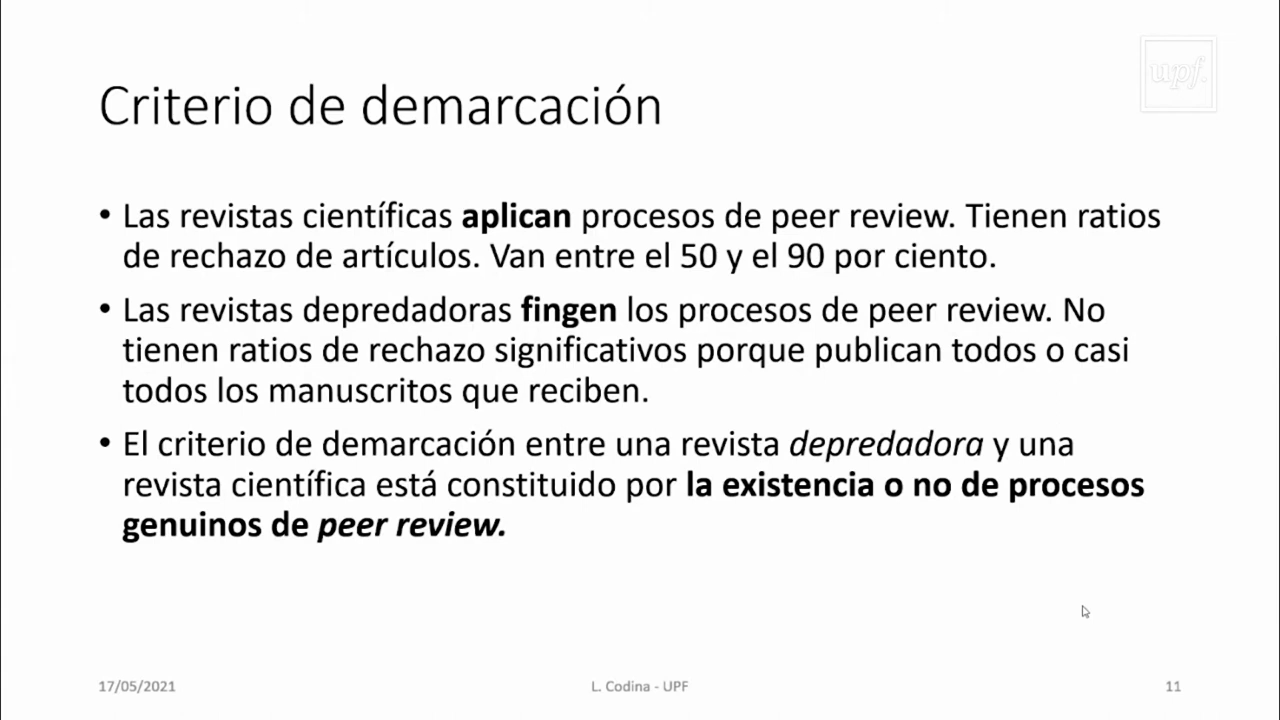 upf.
Criterio de demarcación
• Las revistas científicas aplican procesos de peer review. Tienen ratios
de rechazo de artículos. Van entre el 50 y el 90 por ciento.
• Las revistas depredadoras fingen los procesos de peer review. No
tienen ratios de rechazo significativos porque publican todos o casi
todos los manuscritos que reciben.
• El criterio de demarcación entre una revista depredadora y una
revista científica está constituido por la existencia o no de procesos
genuinos de peer review.
17/05/2021
L. Codina - UPF
11